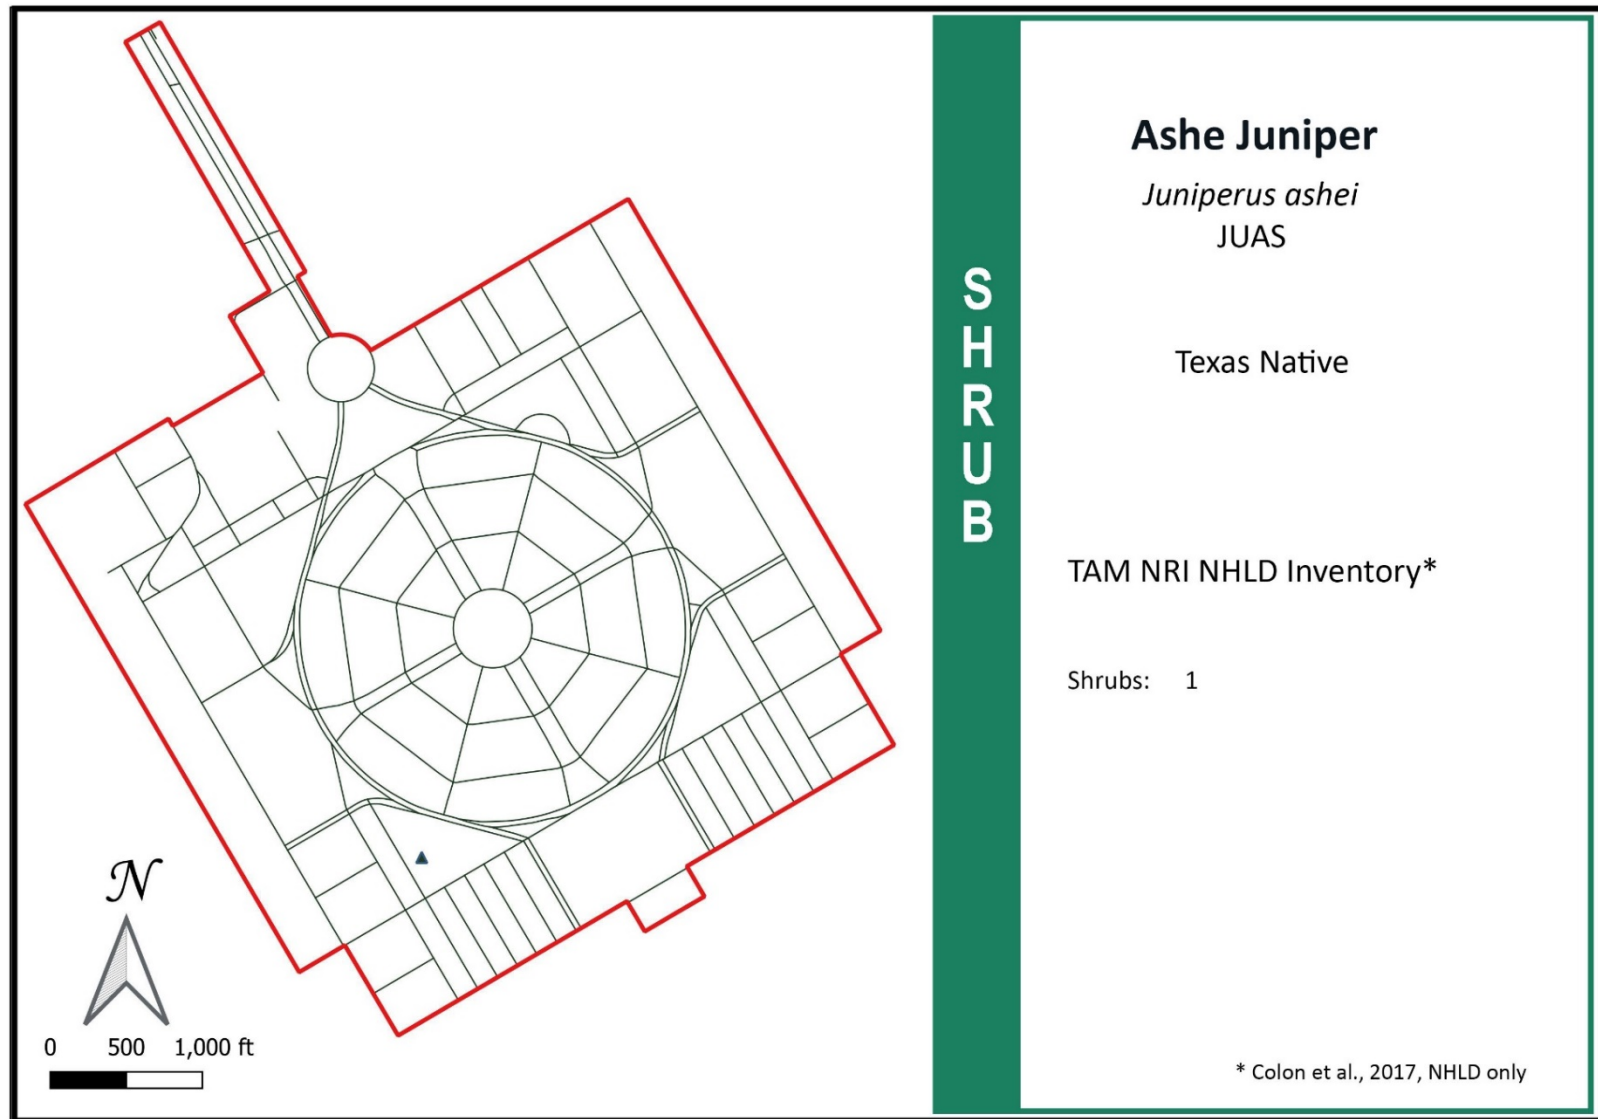 N
0 500 1,000 ft
SHRUB
Ashe Juniper
Juniperus ashei
JUAS
Texas Native
TAM NRI NHLD Inventory*
Shrubs: 1
* Colon et al., 2017, NHLD only